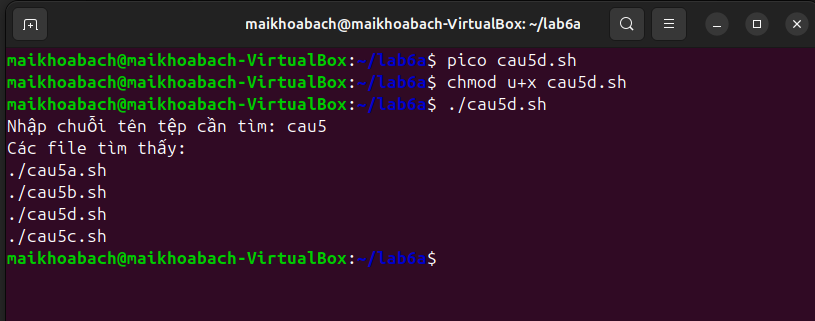 maikhoabach@maikhoabach-VirtualBox: ~/lab6a
maikhoabach@maikhoabach-VirtualBox:~/lab6a$ pico cau5d.sh
maikhoabach@maikhoabach-VirtualBox:~/lab6a$ chmod u+x cau5d.sh
maikhoabach@maikhoabach-VirtualBox:~/lab6a$ ./cau5d.sh
Nhập chuỗi tên tệp cần tìm: cau5
Các file tìm thấy:
./cau5a.sh
./cau5b.sh
./cau5d.sh
./cau5c.sh
maikhoabach@maikhoabach-VirtualBox:~/lab6a$